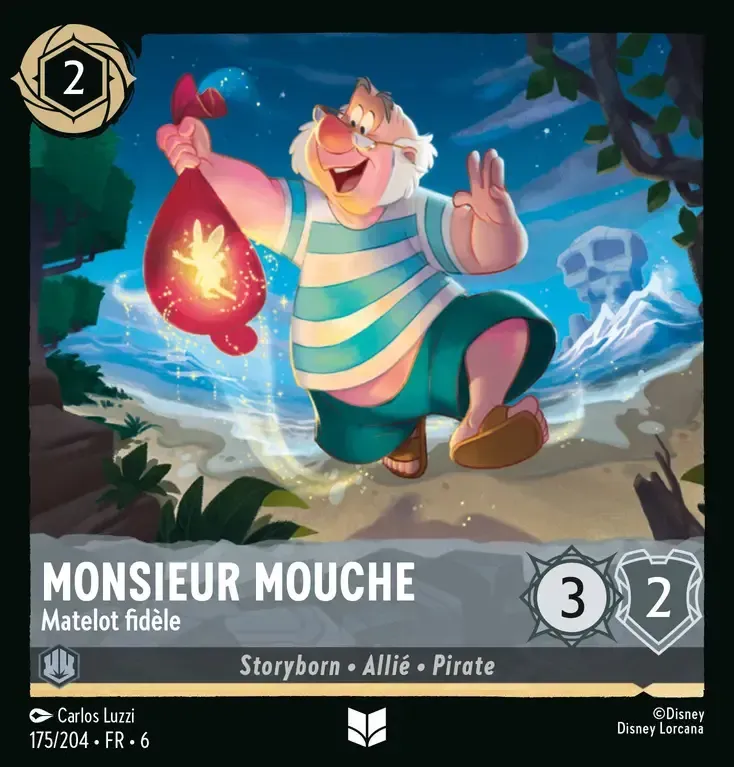 2
MONSIEUR MOUCHE
Matelot fidèle
3
2
Storyborn • Allié • Pirate
Carlos Luzzi
175/204 • FR • 6
©Disney
Disney Lorcana